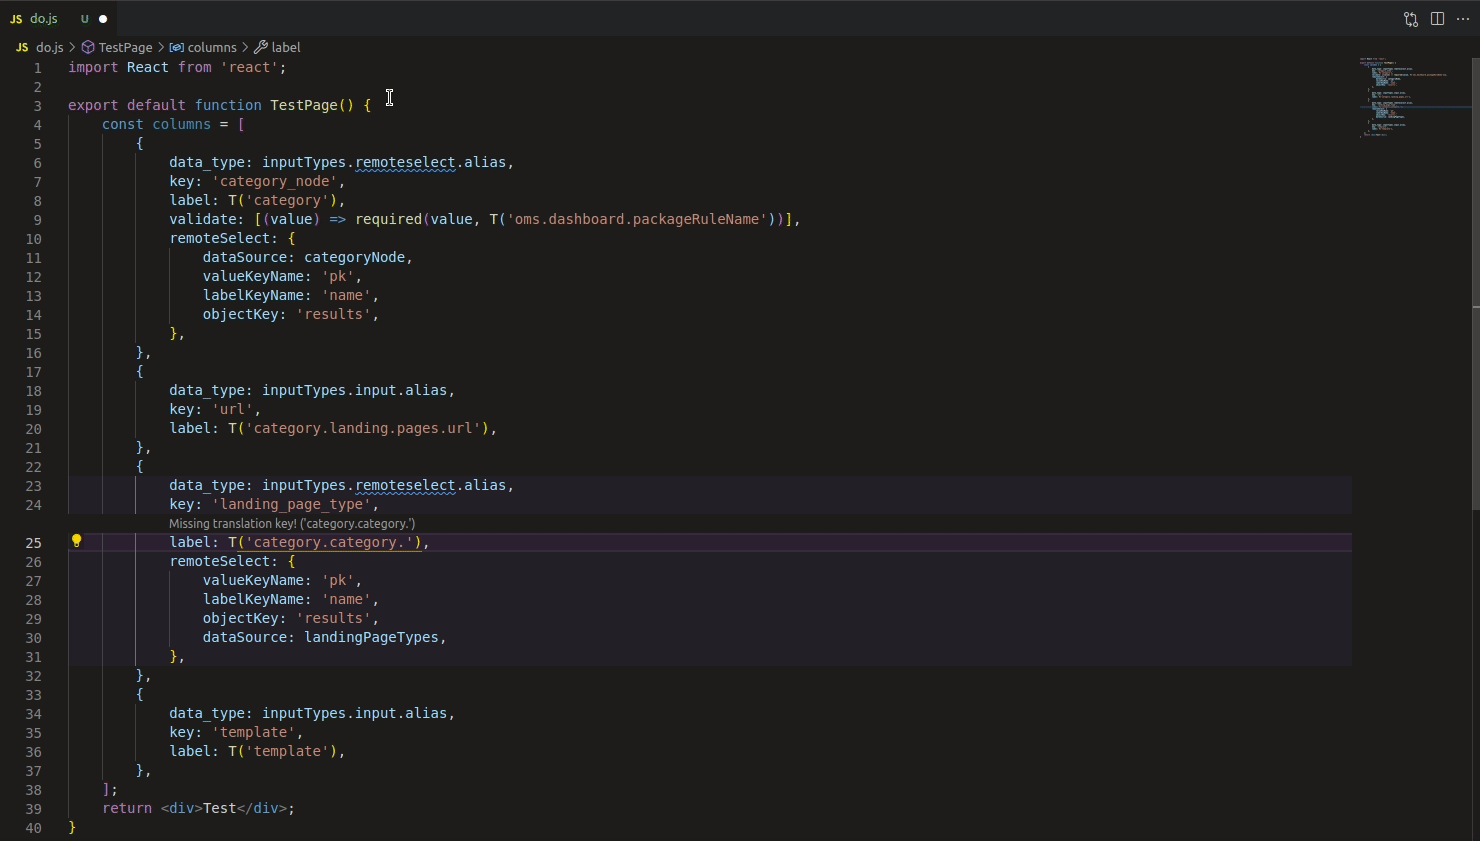 JS do.js U
JS do.js > TestPage > columns > label
1 import React from 'react';
2
3 export default function TestPage() {
4     const columns = [
5         {
6             data_type: inputTypes.remoteselect.alias,
7             key: 'category_node',
8             label: T('category'),
9             validate: [(value) => required(value, T('oms.dashboard.packageRuleName'))],
10             remoteSelect: {
11                 dataSource: categoryNode,
12                 valueKeyName: 'pk',
13                 labelKeyName: 'name',
14                 objectKey: 'results',
15             },
16         },
17         {
18             data_type: inputTypes.input.alias,
19             key: 'url',
20             label: T('category.landing.pages.url'),
21         },
22         {
23             data_type: inputTypes.remoteselect.alias,
24             key: 'landing_page_type',
Missing translation key! ('category.category.')
25             label: T('category.category.'),
26             remoteSelect: {
27                 valueKeyName: 'pk',
28                 labelKeyName: 'name',
29                 objectKey: 'results',
30                 dataSource: landingPageTypes,
31             },
32         },
33         {
34             data_type: inputTypes.input.alias,
35             key: 'template',
36             label: T('template'),
37         },
38     ];
39     return <div>Test</div>;
40 }